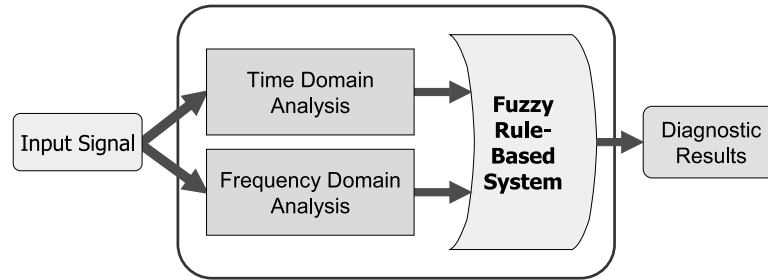 Input Signal
Time Domain
Analysis
Frequency Domain
Analysis
Fuzzy
Rule-
Based
System
Diagnostic
Results